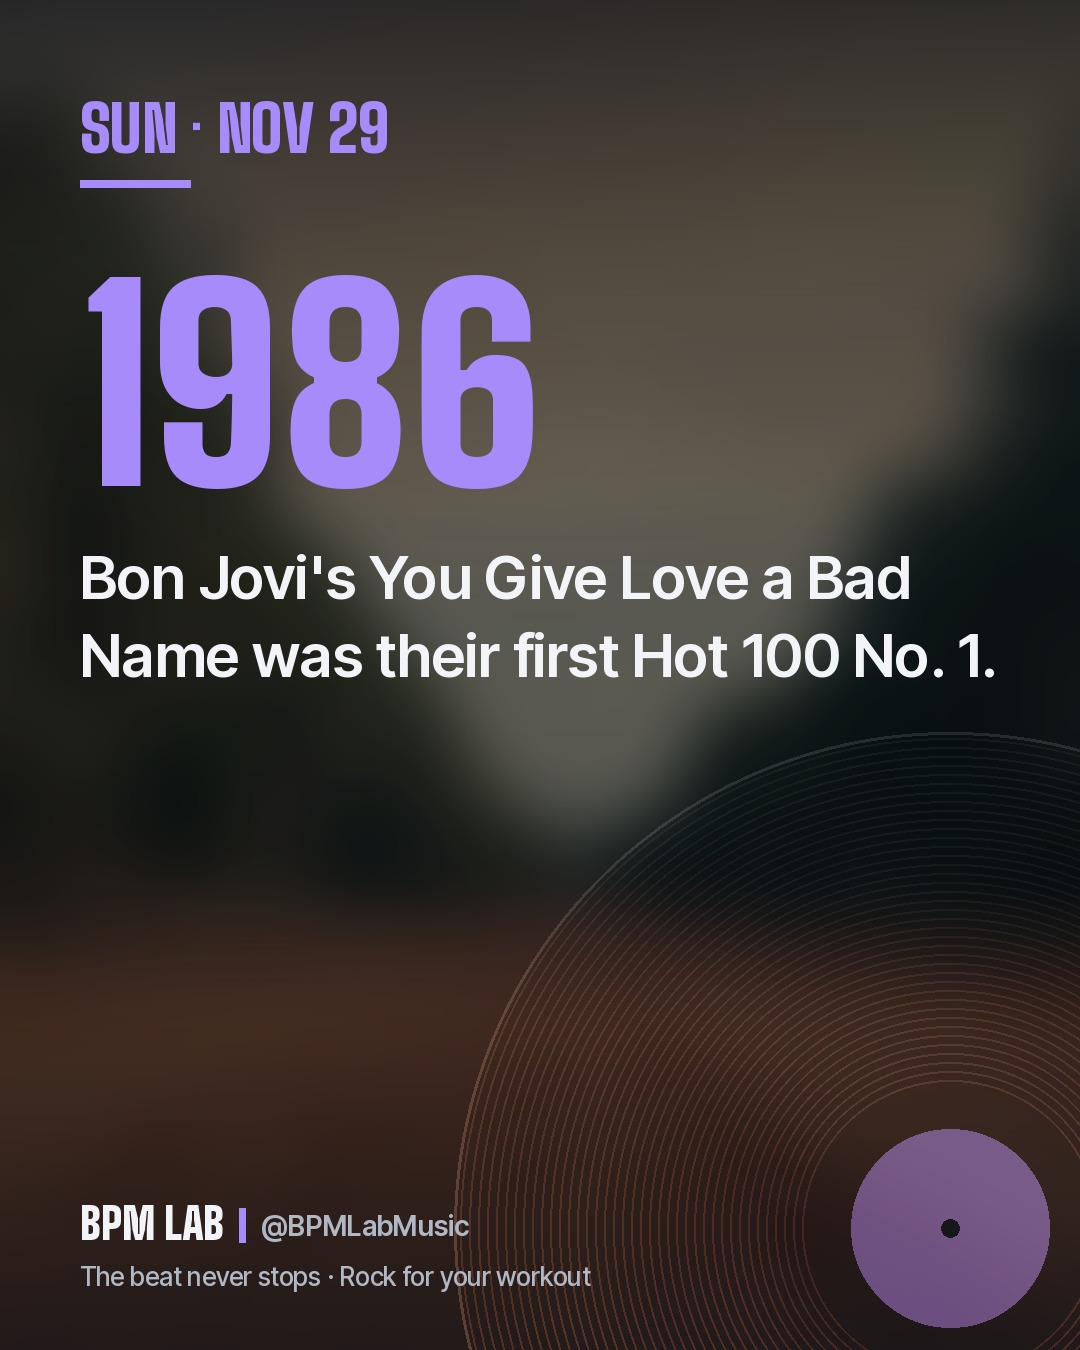 SUN · NOV 29
1986
Bon Jovi's You Give Love a Bad
Name was their first Hot 100 No. 1.
BPM LAB | @BPMLabMusic
The beat never stops · Rock for your workout